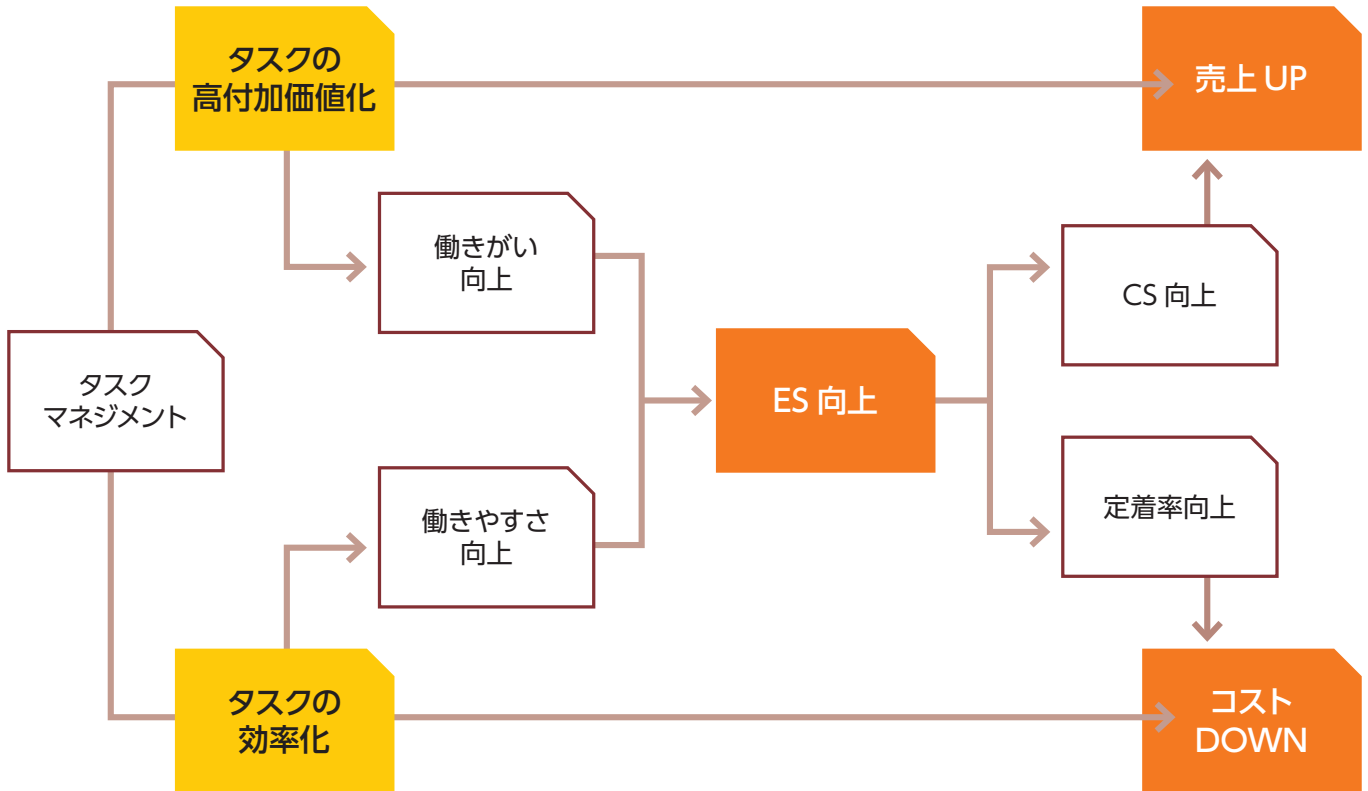 タスクの
高付加価値化
売上 UP
働きがい
向上
CS 向上
タスク
マネジメント
ES 向上
働きやすさ
向上
定着率向上
タスクの
効率化
コスト
DOWN